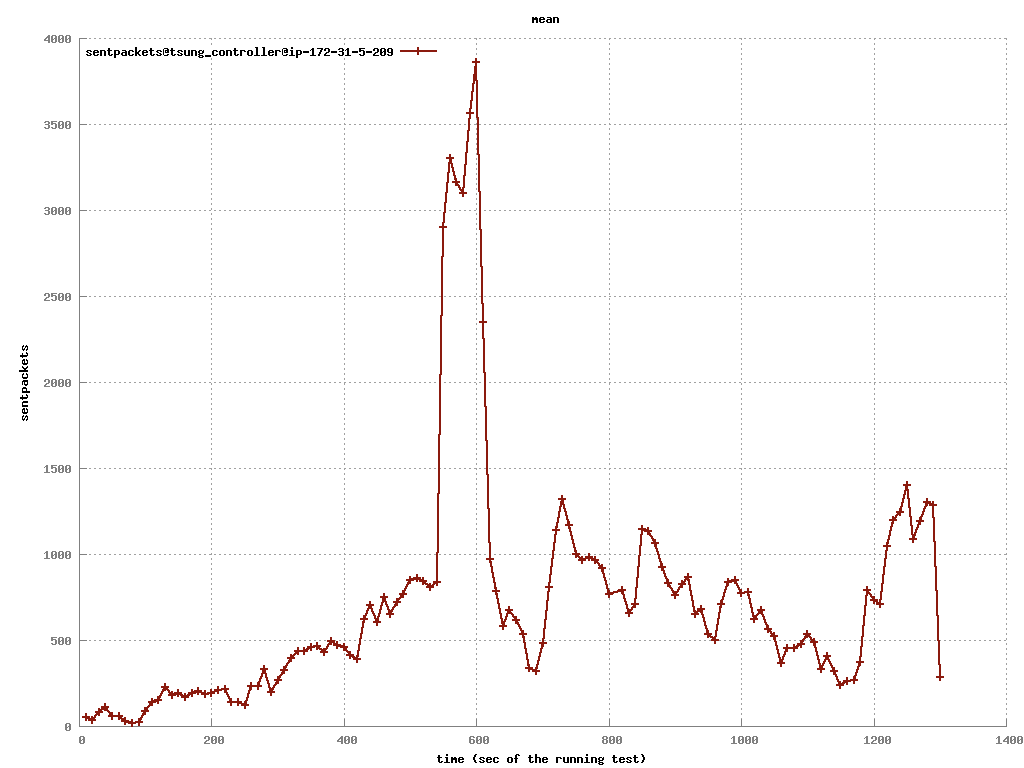 mean
sentpackets@tsung_controller@ip-172-31-5-209
4000
3500
3000
2500
2000
1500
1000
500
0
sentpackets
0 200 400 600 800 1000 1200 1400
time (sec of the running test)